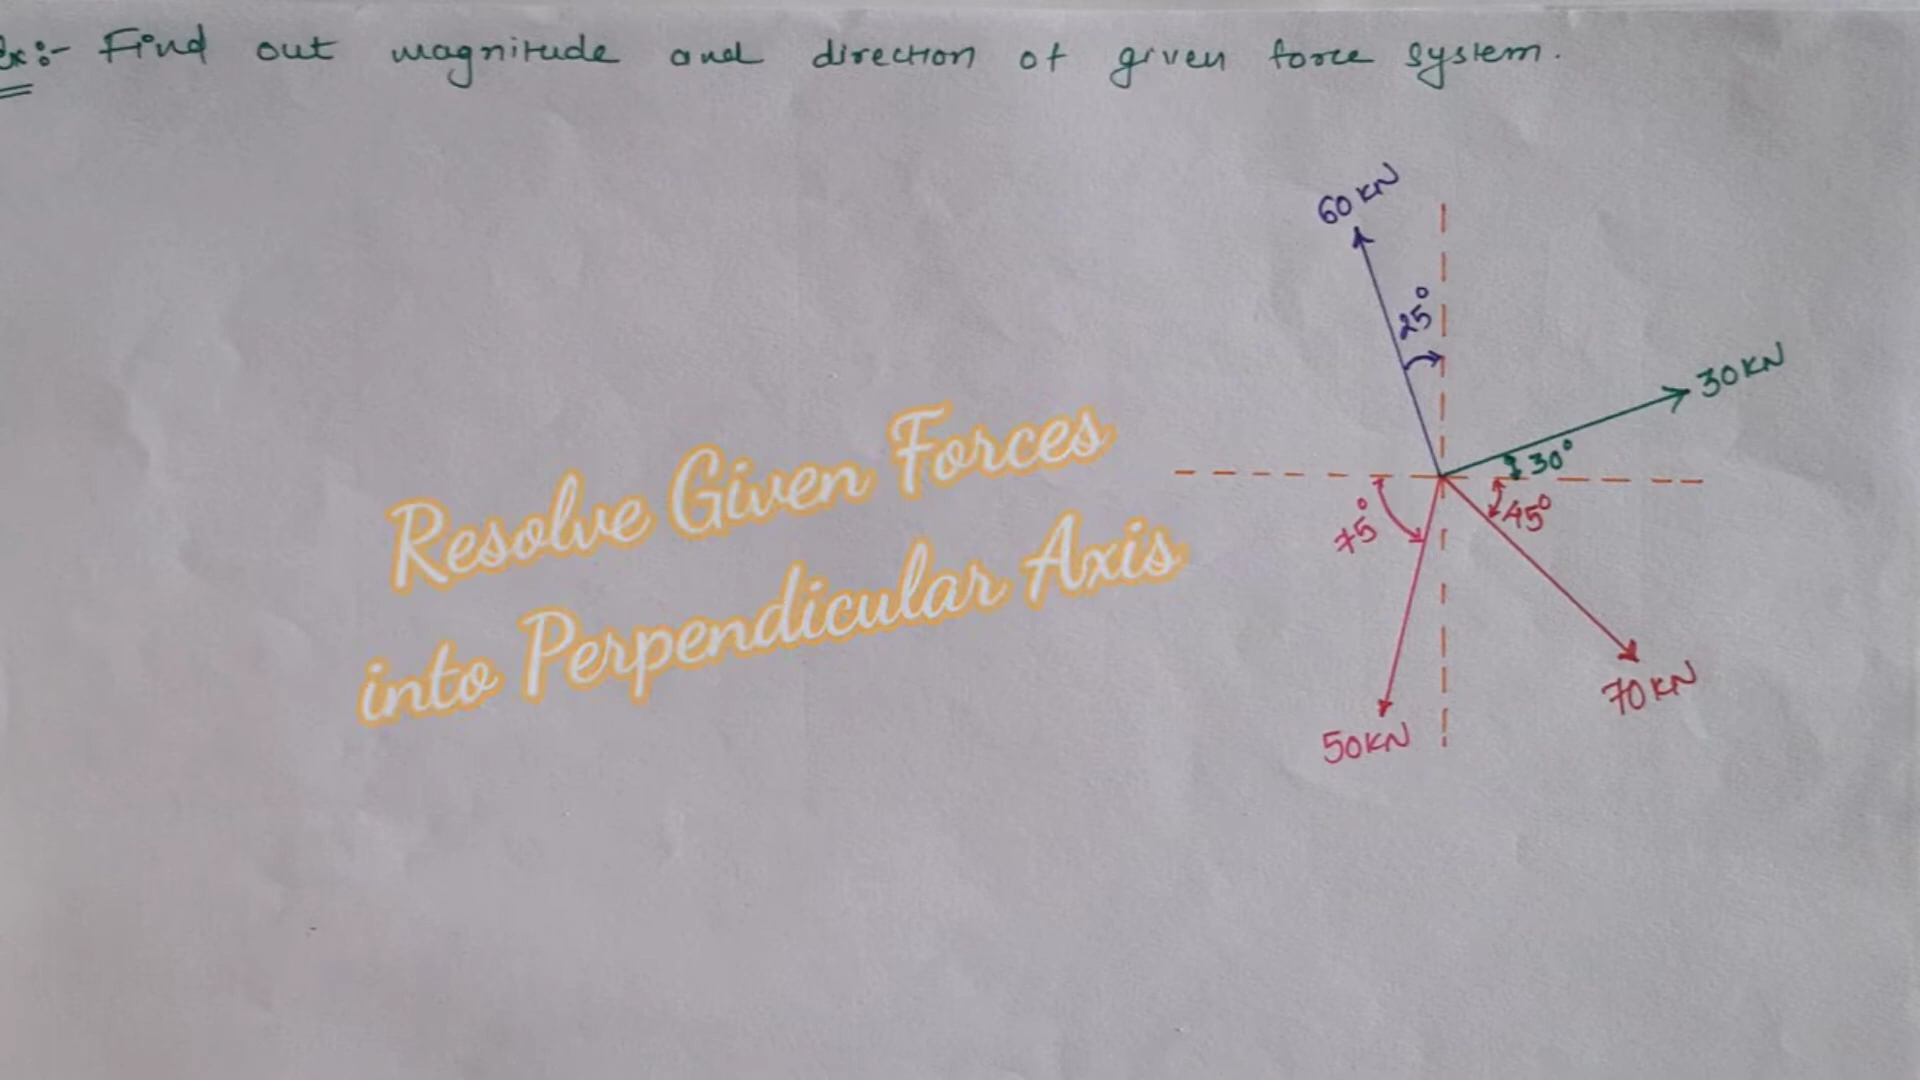 Ex:- Find out magnitude and direction of given force system.
60 KN
25°
30 KN
30°
Resolve Given Forces
into Perpendicular Axis
75°
45°
70 KN
50 KN